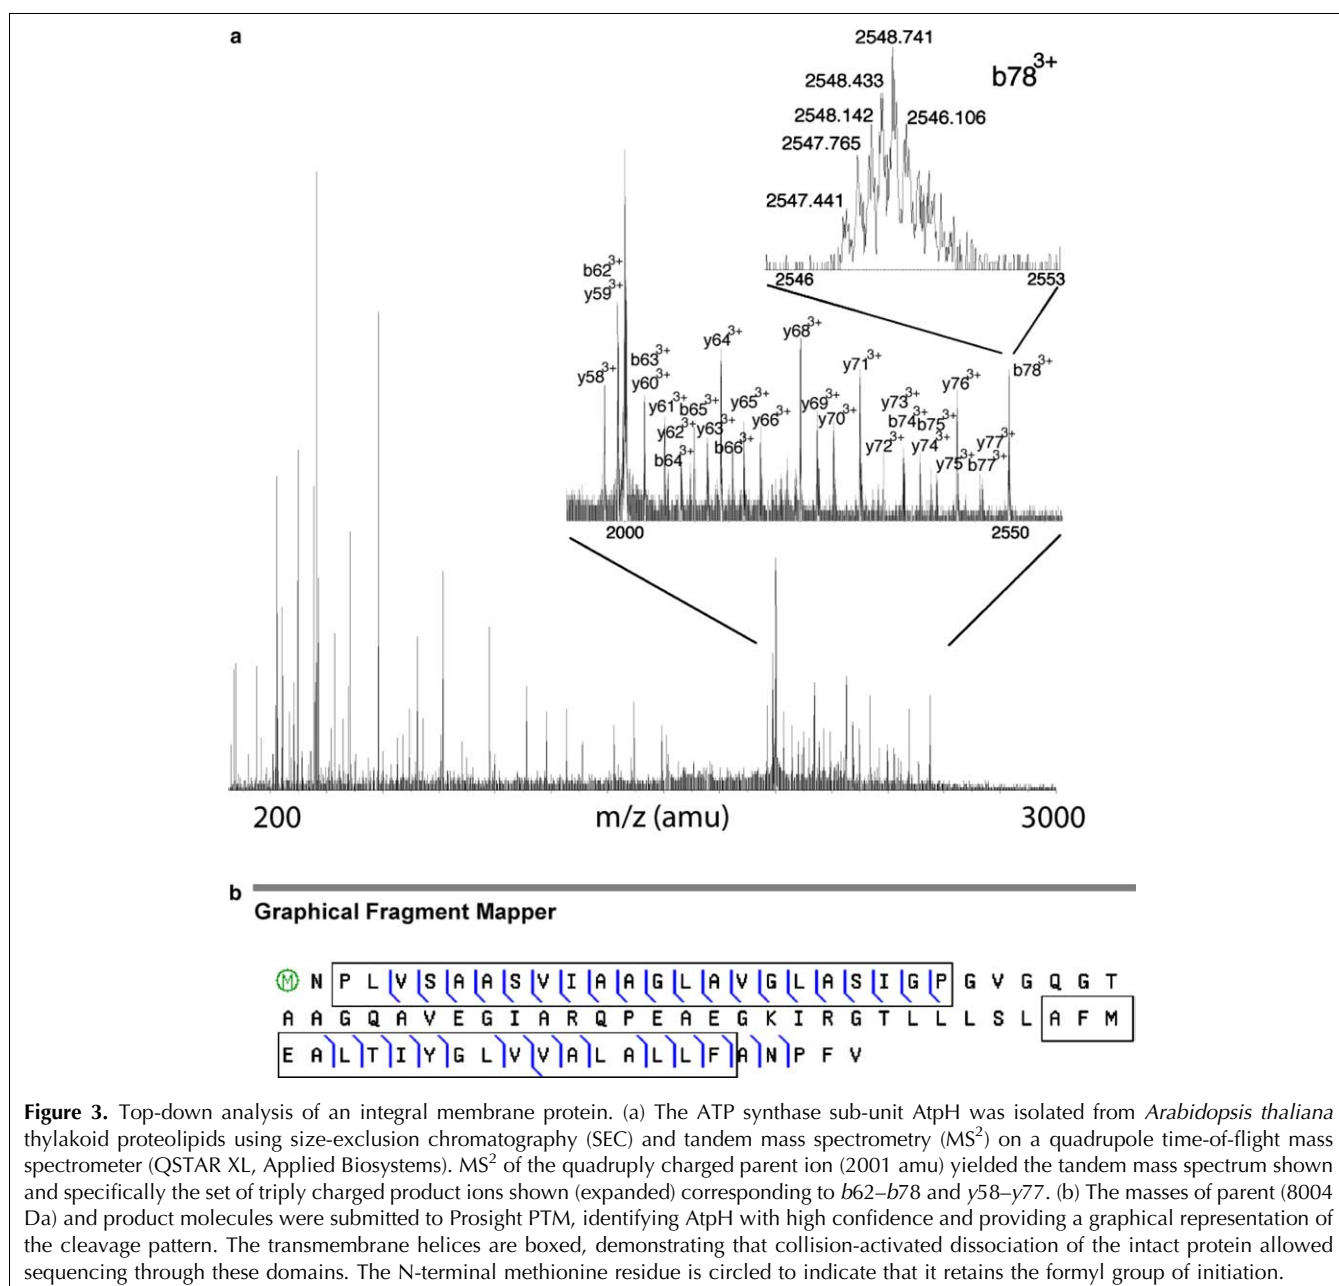 a
2548.741
b78³⁺
2548.433
2548.142 2546.106
2547.765
2547.441
2546 2553
b62³⁺
y59³⁺
y58³⁺
b63³⁺
y60³⁺
y61³⁺ b65³⁺
y62³⁺ y63³⁺
b64³⁺
y64³⁺
b66³⁺
y65³⁺
y66³⁺
y68³⁺
y69³⁺
y70³⁺
y71³⁺
y73³⁺
b74³⁺ b75³⁺
y72³⁺ y74³⁺
y76³⁺
y75³⁺ b77³⁺
y77³⁺
b78³⁺
2000 2550
200 m/z (amu) 3000
b
Graphical Fragment Mapper
M N P L V S A A S V I A A G L A V G L A S I G P G V G Q G T
A A G Q A V E G I A R Q P E A E G K I R G T L L L S L A F M
E A L T I Y G L V V A L A L L F A N P F V
Figure 3. Top-down analysis of an integral membrane protein. (a) The ATP synthase sub-unit AtpH was isolated from Arabidopsis thaliana
thylakoid proteolipids using size-exclusion chromatography (SEC) and tandem mass spectrometry (MS²) on a quadrupole time-of-flight mass
spectrometer (QSTAR XL, Applied Biosystems). MS² of the quadruply charged parent ion (2001 amu) yielded the tandem mass spectrum shown
and specifically the set of triply charged product ions shown (expanded) corresponding to b62–b78 and y58–y77. (b) The masses of parent (8004
Da) and product molecules were submitted to Prosight PTM, identifying AtpH with high confidence and providing a graphical representation of
the cleavage pattern. The transmembrane helices are boxed, demonstrating that collision-activated dissociation of the intact protein allowed
sequencing through these domains. The N-terminal methionine residue is circled to indicate that it retains the formyl group of initiation.